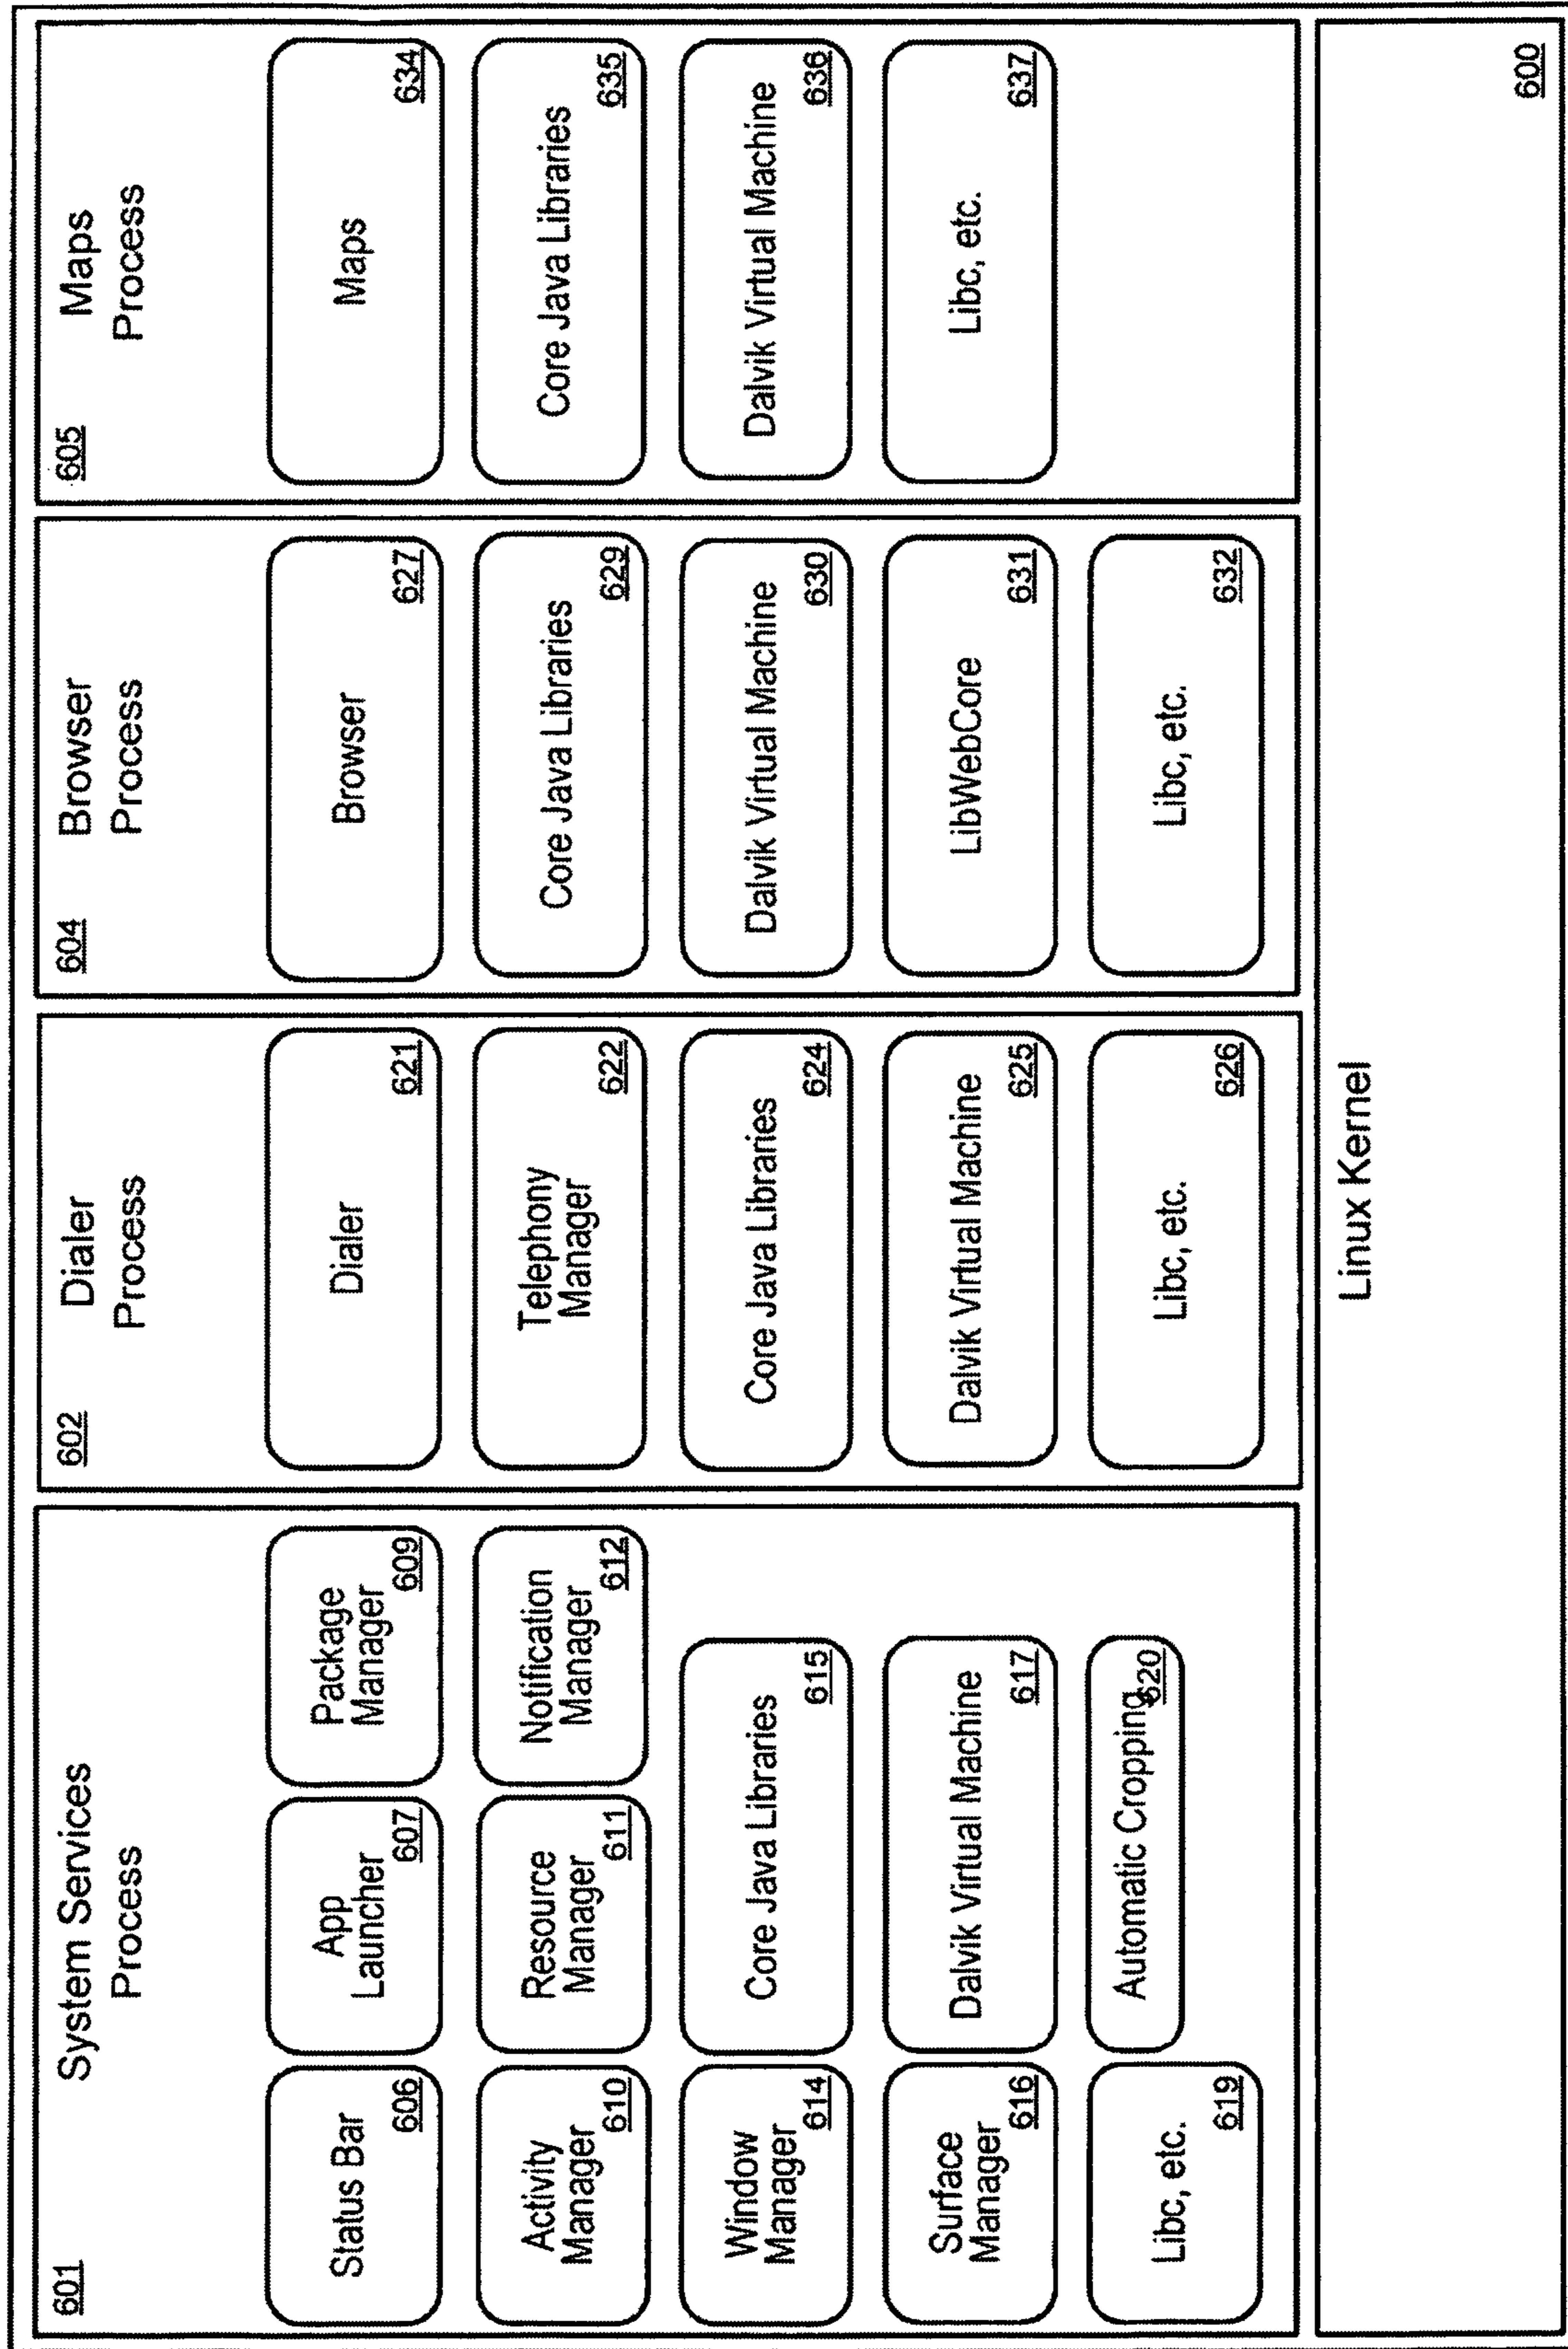 601
System Services
Process
Status Bar
606
App
Launcher
607
Package
Manager
609
Activity
Manager
610
Resource
Manager
611
Notification
Manager
612
Window
Manager
614
Core Java Libraries
615
Surface
Manager
616
Dalvik Virtual Machine
617
Libc, etc.
619
Automatic Cropping
620
602
Dialer
Process
Dialer
621
Telephony
Manager
622
Core Java Libraries
624
Dalvik Virtual Machine
625
Libc, etc.
626
604
Browser
Process
Browser
627
Core Java Libraries
629
Dalvik Virtual Machine
630
LibWebCore
631
Libc, etc.
632
605
Maps
Process
Maps
634
Core Java Libraries
635
Dalvik Virtual Machine
636
Libc, etc.
637
Linux Kernel
600